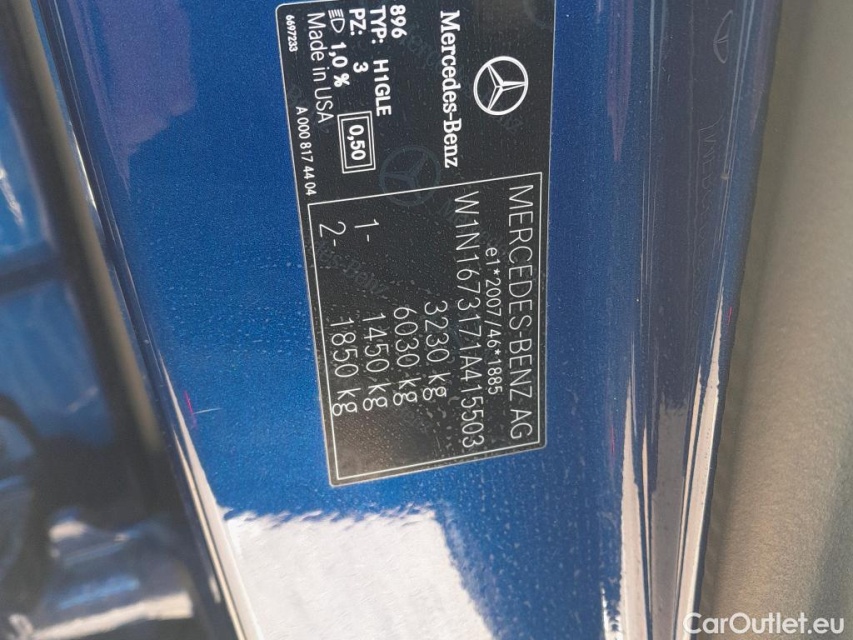 Mercedes-Benz
896
TYP: H1GLE
PZ: 3
1,0 %
0,50
Made in USA
6697233
A 000 817 44 04
MERCEDES-BENZ AG
e1*2007/46*1885
W1N1673171A415503
3230 kg
6030 kg
1- 1450 kg
2- 1850 kg
CarOutlet.eu